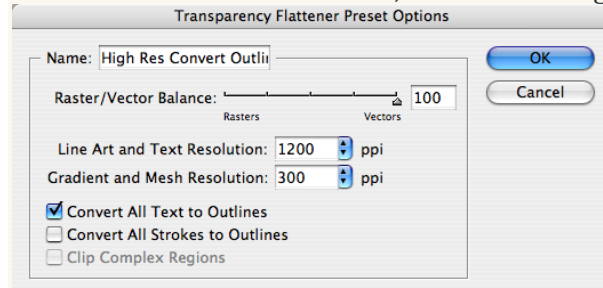 Transparency Flattener Preset Options
Name: High Res Convert Outli
OK
Raster/Vector Balance: 100
Cancel
Rasters Vectors
Line Art and Text Resolution: 1200 ppi
Gradient and Mesh Resolution: 300 ppi
Convert All Text to Outlines
Convert All Strokes to Outlines
Clip Complex Regions